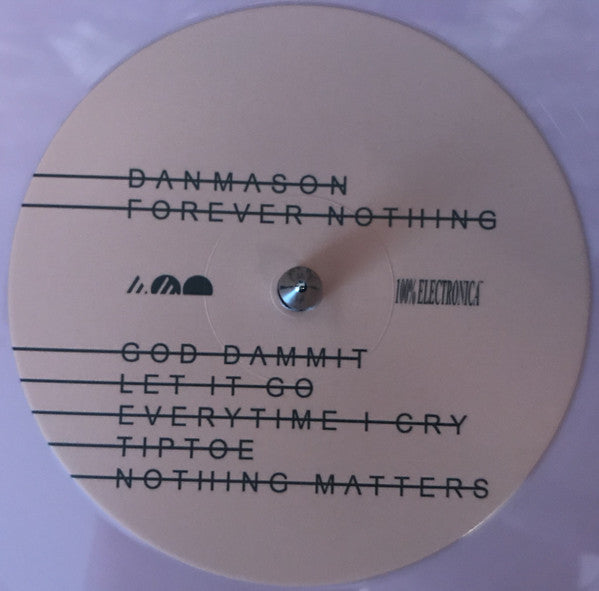 DANMASON
FOREVER NOTHING
100% ELECTRONICA
GOD DAMMIT
LET IT GO
EVERYTIME I CRY
TIPTOE
NOTHING MATTERS